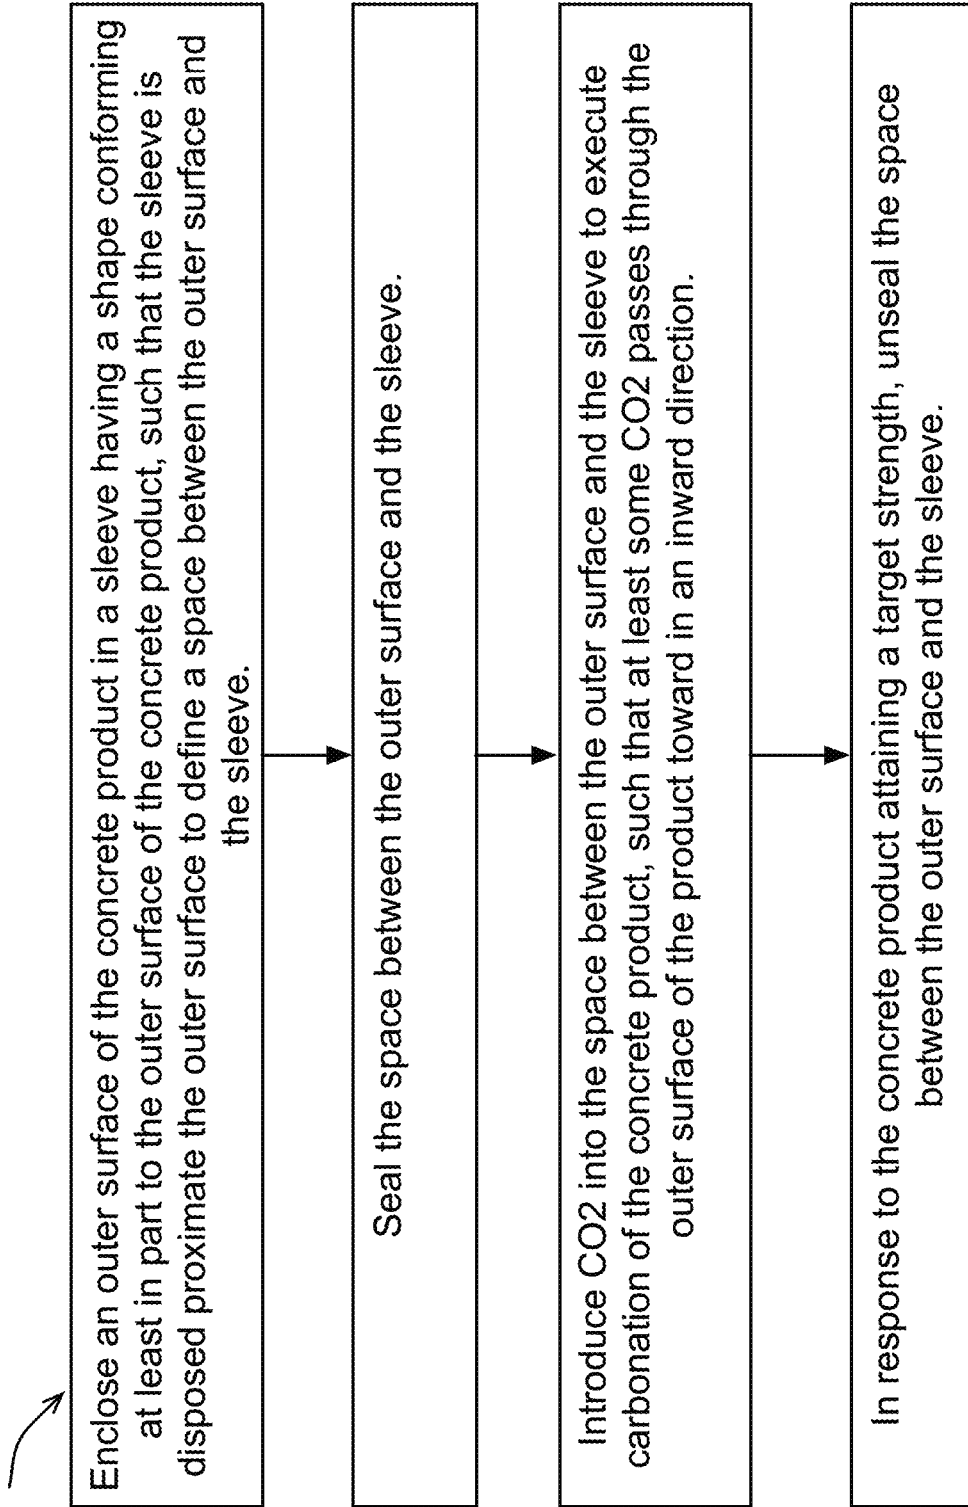 Enclose an outer surface of the concrete product in a sleeve having a shape conforming
at least in part to the outer surface of the concrete product, such that the sleeve is
disposed proximate the outer surface to define a space between the outer surface and
the sleeve.
Seal the space between the outer surface and the sleeve.
Introduce CO2 into the space between the outer surface and the sleeve to execute
carbonation of the concrete product, such that at least some CO2 passes through the
outer surface of the product toward in an inward direction.
In response to the concrete product attaining a target strength, unseal the space
between the outer surface and the sleeve.